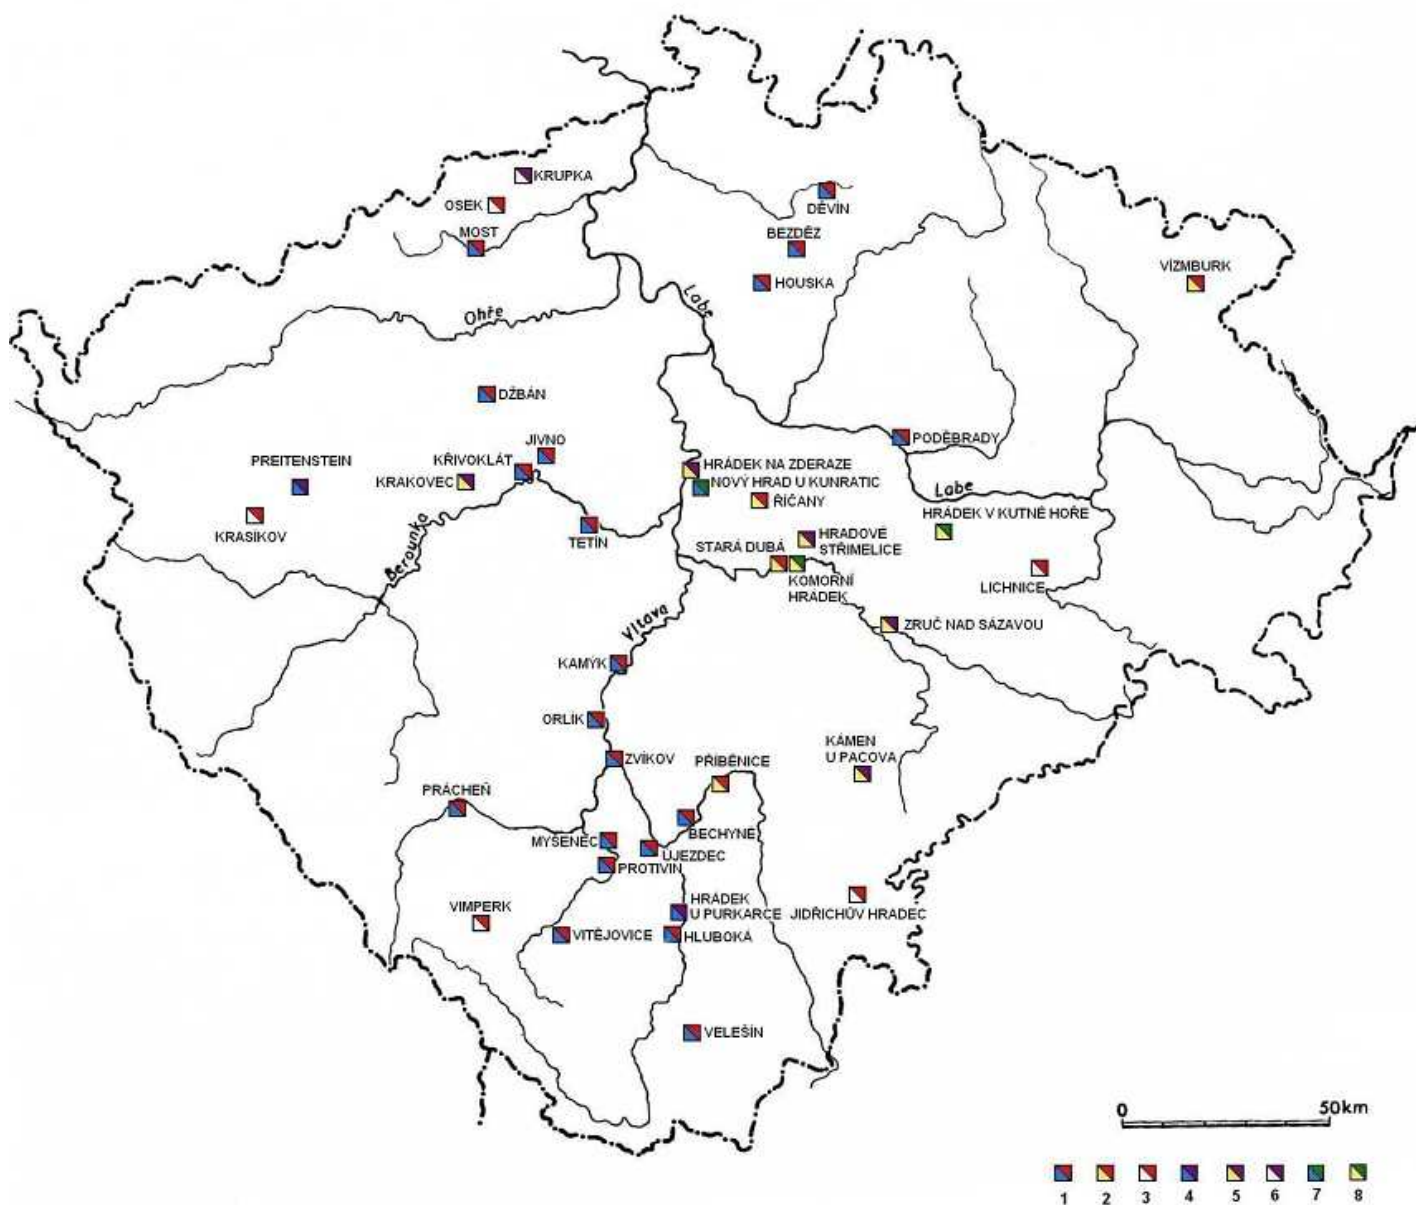 KRUPKA
OSEK
DĚVÍN
MOST
BEZDĚZ
HOUSKA
VÍZMBURK
Labe
Ohře
DŽBÁN
JIVNO
PODĚBRADY
KŘIVOKLÁT
PREITENSTEIN
KRAKOVEC
HRÁDEK NA ZDERAZE
NOVÝ HRAD U KUNRATIC
ŘÍČANY
Labe
HRÁDEK V KUTNÉ HOŘE
KRASIKOV
Berounka
TETÍN
STARÁ DUBÁ
HRADOVÉ
STŘIMELICE
KOMORNÍ
HRÁDEK
LICHNICE
ZRUČ NAD SÁZAVOU
Vltava
KAMÝK
ORLÍK
ZVÍKOV
PŘÍBĚNICE
KÁMEN
U PACOVA
PRÁCHEŇ
BECHYNĚ
MYŠENEC
ÚJEZDEC
PROTIVÍN
VIMPERK
HRÁDEK
U PURKARCE
JIDŘICHŮV HRADEC
VITĚJOVICE
HLUBOKÁ
VELEŠÍN
0 50km
1 2 3 4 5 6 7 8